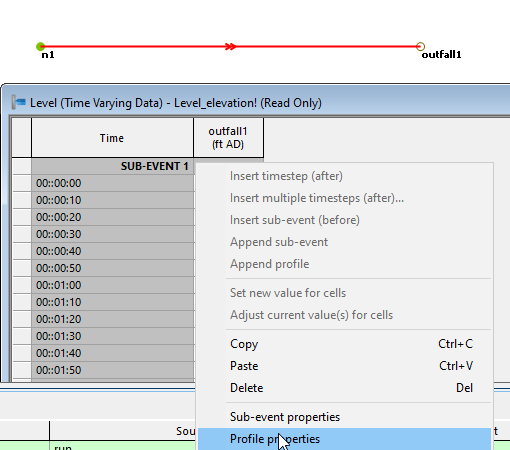 n1
outfall1
Level (Time Varying Data) - Level_elevation! (Read Only)
Time
outfall1
(ft AD)
SUB-EVENT 1
00::00:00
00::00:10
00::00:20
00::00:30
00::00:40
00::00:50
00::01:00
00::01:10
00::01:20
00::01:30
00::01:40
00::01:50
Insert timestep (after)
Insert multiple timesteps (after)...
Insert sub-event (before)
Append sub-event
Append profile
Set new value for cells
Adjust current value(s) for cells
Copy Ctrl+C
Paste Ctrl+V
Delete Del
Sub-event properties
Profile properties
Sou
t
run